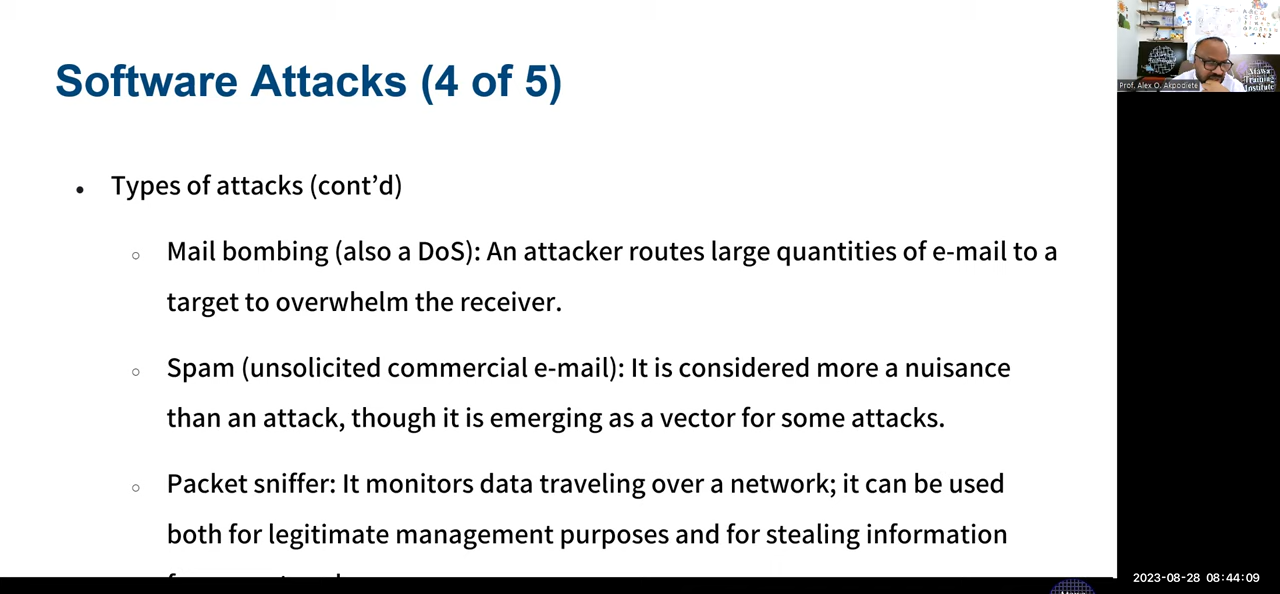 Software Attacks (4 of 5)
Types of attacks (cont’d)
Mail bombing (also a DoS): An attacker routes large quantities of e-mail to a
target to overwhelm the receiver.
Spam (unsolicited commercial e-mail): It is considered more a nuisance
than an attack, though it is emerging as a vector for some attacks.
Packet sniffer: It monitors data traveling over a network; it can be used
both for legitimate management purposes and for stealing information
Prof. Alex O. Akpodiete
Training
Institute
2023-08-28 08:44:09